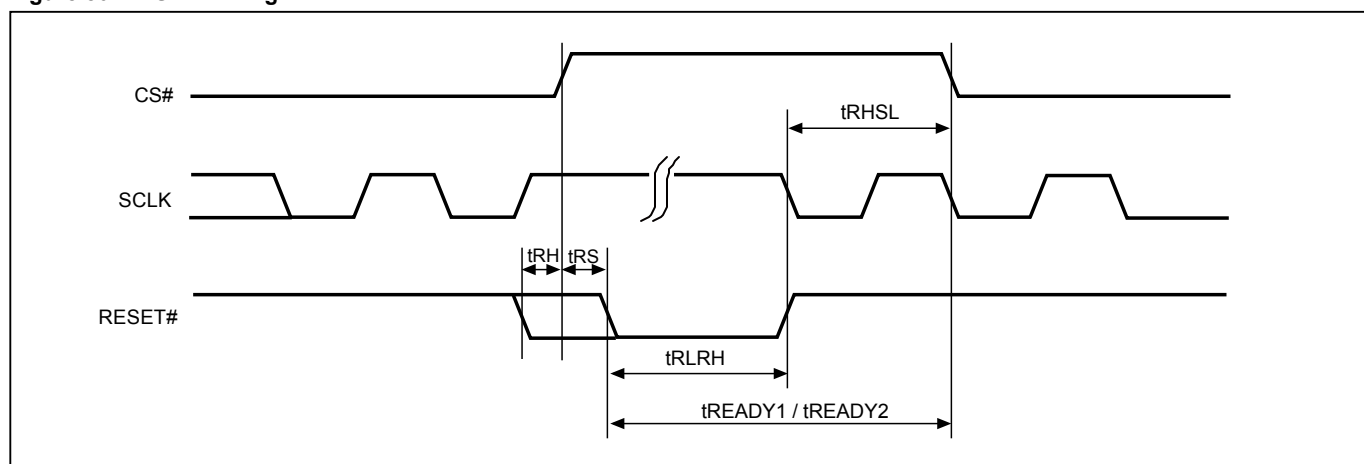 CS#
tRHSL
SCLK
tRH tRS
RESET#
tRLRH
tREADY1 / tREADY2